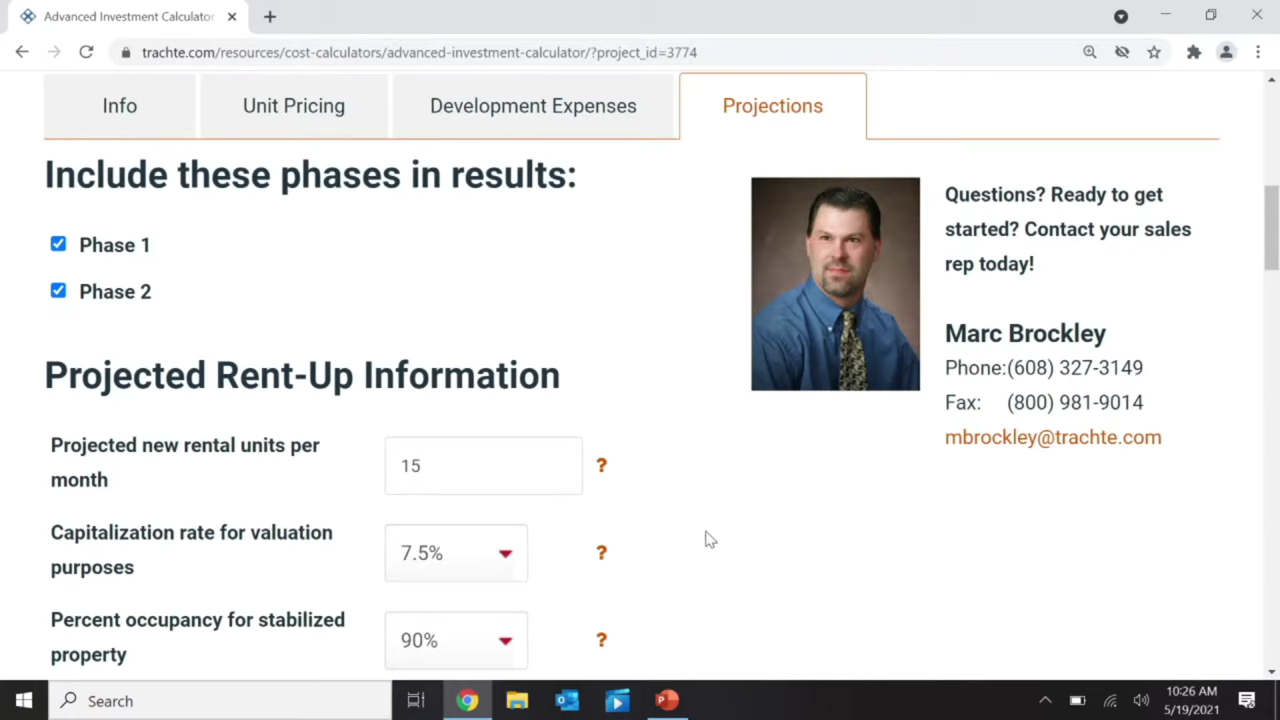 Advanced Investment Calculator
trachte.com/resources/cost-calculators/advanced-investment-calculator/?project_id=3774
Info
Unit Pricing
Development Expenses
Projections
Include these phases in results:
Phase 1
Phase 2
Questions? Ready to get
started? Contact your sales
rep today!
Marc Brockley
Phone:(608) 327-3149
Fax: (800) 981-9014
mbrockley@trachte.com
Projected Rent-Up Information
Projected new rental units per
month
15
?
Capitalization rate for valuation
purposes
7.5%
?
Percent occupancy for stabilized
property
90%
?
Search
10:26 AM
5/19/2021